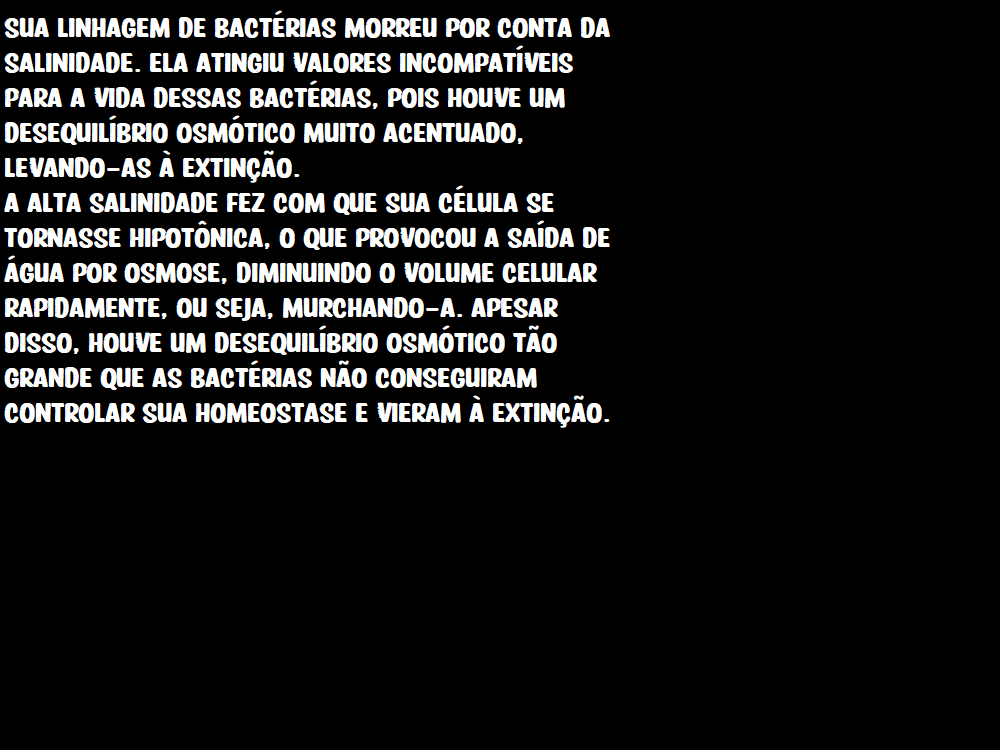 SUA LINHAGEM DE BACTÉRIAS MORREU POR CONTA DA
SALINIDADE. ELA ATINGIU VALORES INCOMPATÍVEIS
PARA A VIDA DESSAS BACTÉRIAS, POIS HOUVE UM
DESEQUILÍBRIO OSMÓTICO MUITO ACENTUADO,
LEVANDO-AS À EXTINÇÃO.
A ALTA SALINIDADE FEZ COM QUE SUA CÉLULA SE
TORNASSE HIPOTÔNICA, O QUE PROVOCOU A SAÍDA DE
ÁGUA POR OSMOSE, DIMINUINDO O VOLUME CELULAR
RAPIDAMENTE, OU SEJA, MURCHANDO-A. APESAR
DISSO, HOUVE UM DESEQUILÍBRIO OSMÓTICO TÃO
GRANDE QUE AS BACTÉRIAS NÃO CONSEGUIRAM
CONTROLAR SUA HOMEOSTASE E VIERAM À EXTINÇÃO.